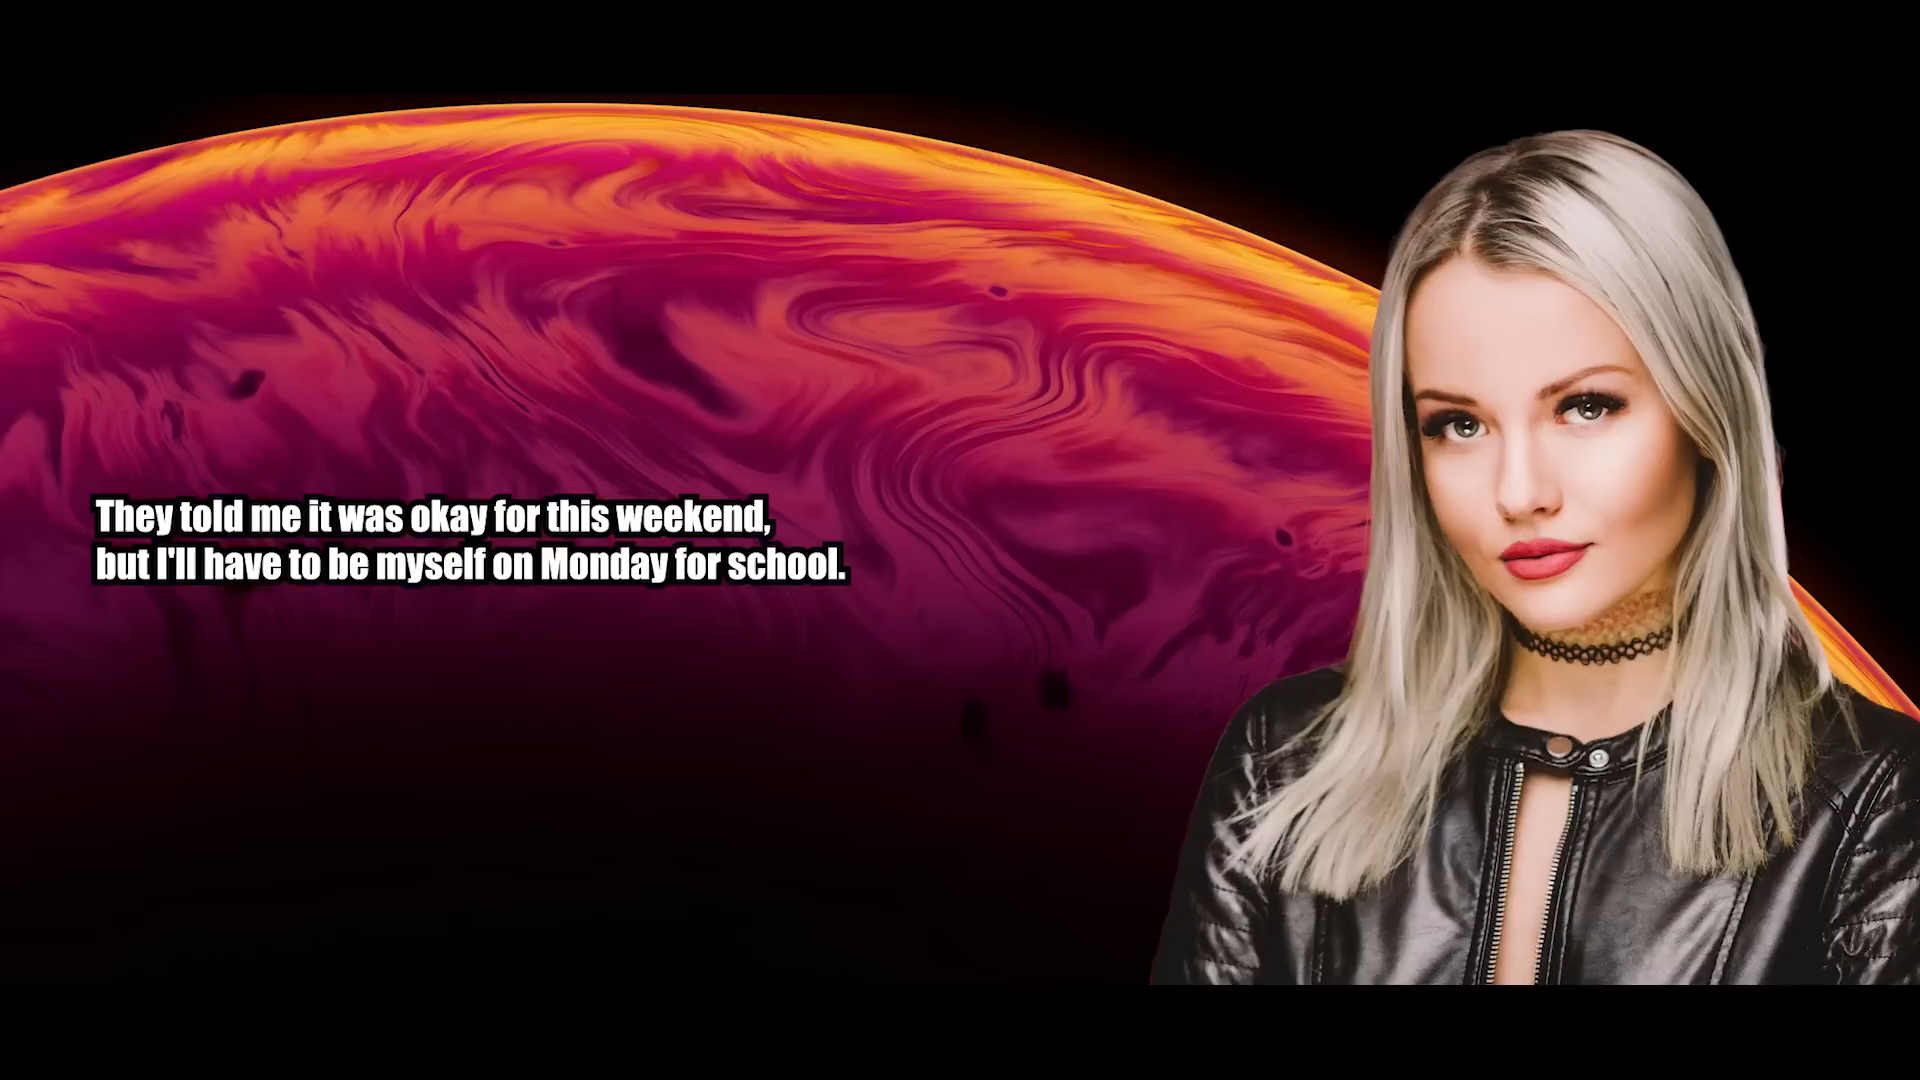 They told me it was okay for this weekend,
but I'll have to be myself on Monday for school.